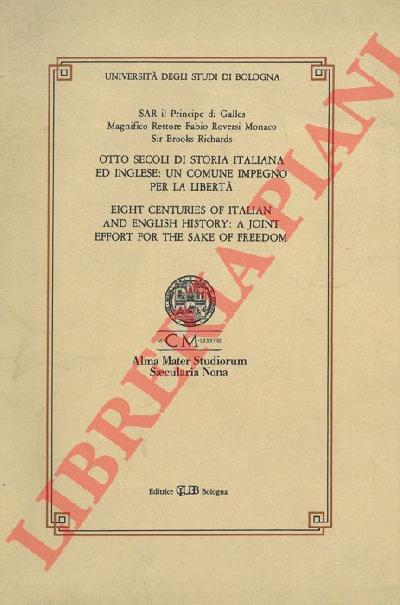 UNIVERSITÀ DEGLI STUDI DI BOLOGNA
SAR il Principe di Galles
Magnifico Rettore Fabio Roversi Monaco
Sir Brooks Richards
OTTO SECOLI DI STORIA ITALIANA
ED INGLESE: UN COMUNE IMPEGNO
PER LA LIBERTÀ
EIGHT CENTURIES OF ITALIAN
AND ENGLISH HISTORY: A JOINT
EFFORT FOR THE SAKE OF FREEDOM
CM
Alma Mater Studiorum
Sæcularia Nona
Editrice CLUEB Bologna
LIBRERIA PIANI